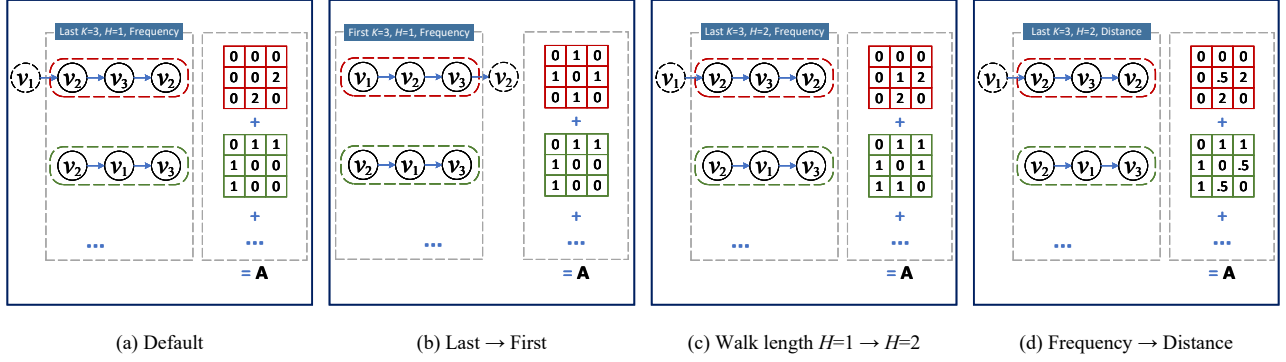 Last K=3, H=1, Frequency
v1 v2 v3 v2
0 0 0
0 0 2
0 2 0
+
v2 v1 v3
0 1 1
1 0 0
1 0 0
+
... ...
= A
(a) Default
First K=3, H=1, Frequency
v1 v2 v3 v2
0 1 0
1 0 1
0 1 0
+
v2 v1 v3
0 1 1
1 0 0
1 0 0
+
... ...
= A
(b) Last → First
Last K=3, H=2, Frequency
v1 v2 v3 v2
0 0 0
0 1 2
0 2 0
+
v2 v1 v3
0 1 1
1 0 1
1 1 0
+
... ...
= A
(c) Walk length H=1 → H=2
Last K=3, H=2, Distance
v1 v2 v3 v2
0 0 0
0 .5 2
0 2 0
+
v2 v1 v3
0 1 1
1 0 .5
1 .5 0
+
... ...
= A
(d) Frequency → Distance